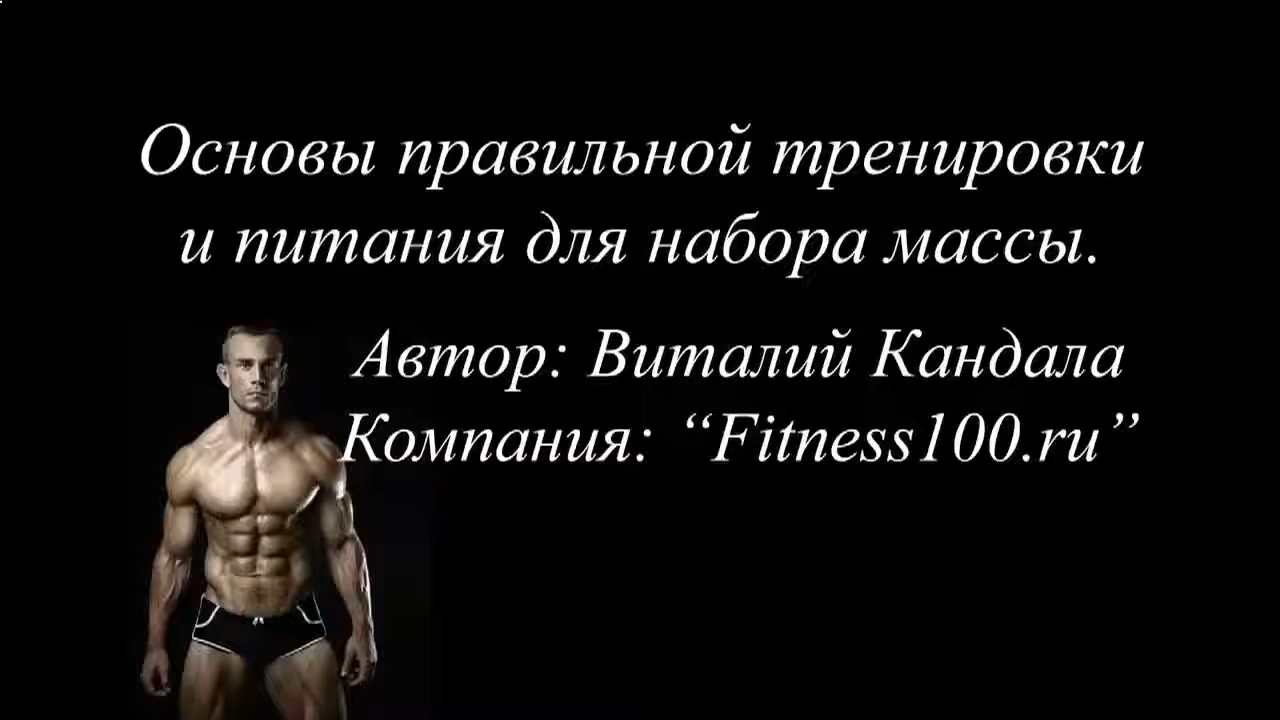 Основы правильной тренировки
и питания для набора массы.
Автор: Виталий Кандала
Компания: “Fitness100.ru”